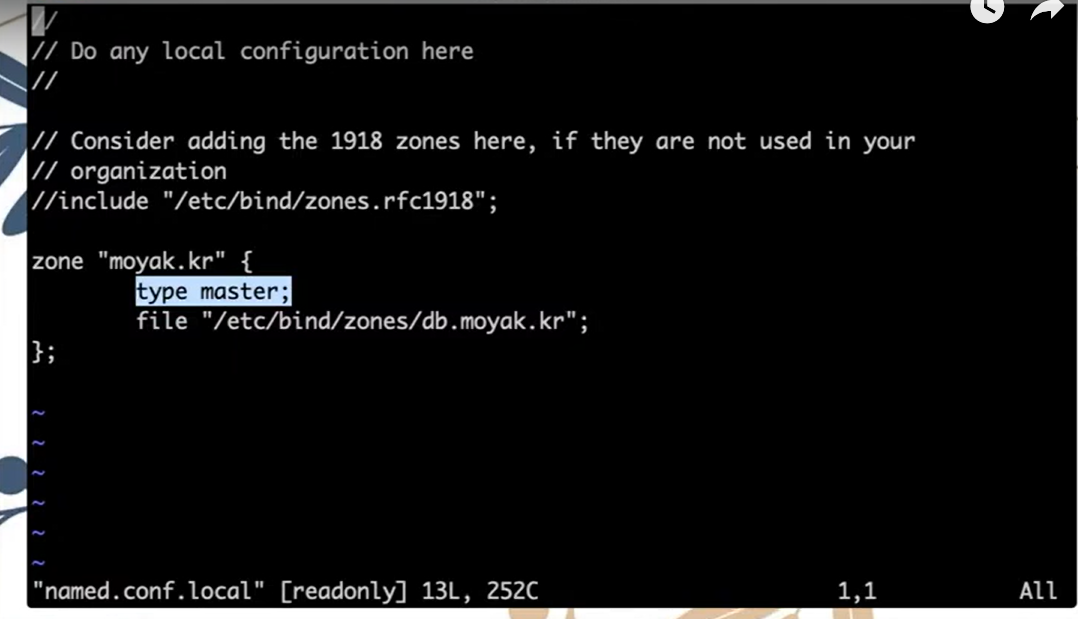 //
// Do any local configuration here
//
// Consider adding the 1918 zones here, if they are not used in your
// organization
//include "/etc/bind/zones.rfc1918";
zone "moyak.kr" {
type master;
file "/etc/bind/zones/db.moyak.kr";
};
~
~
~
~
~
~
"named.conf.local" [readonly] 13L, 252C 1,1 All